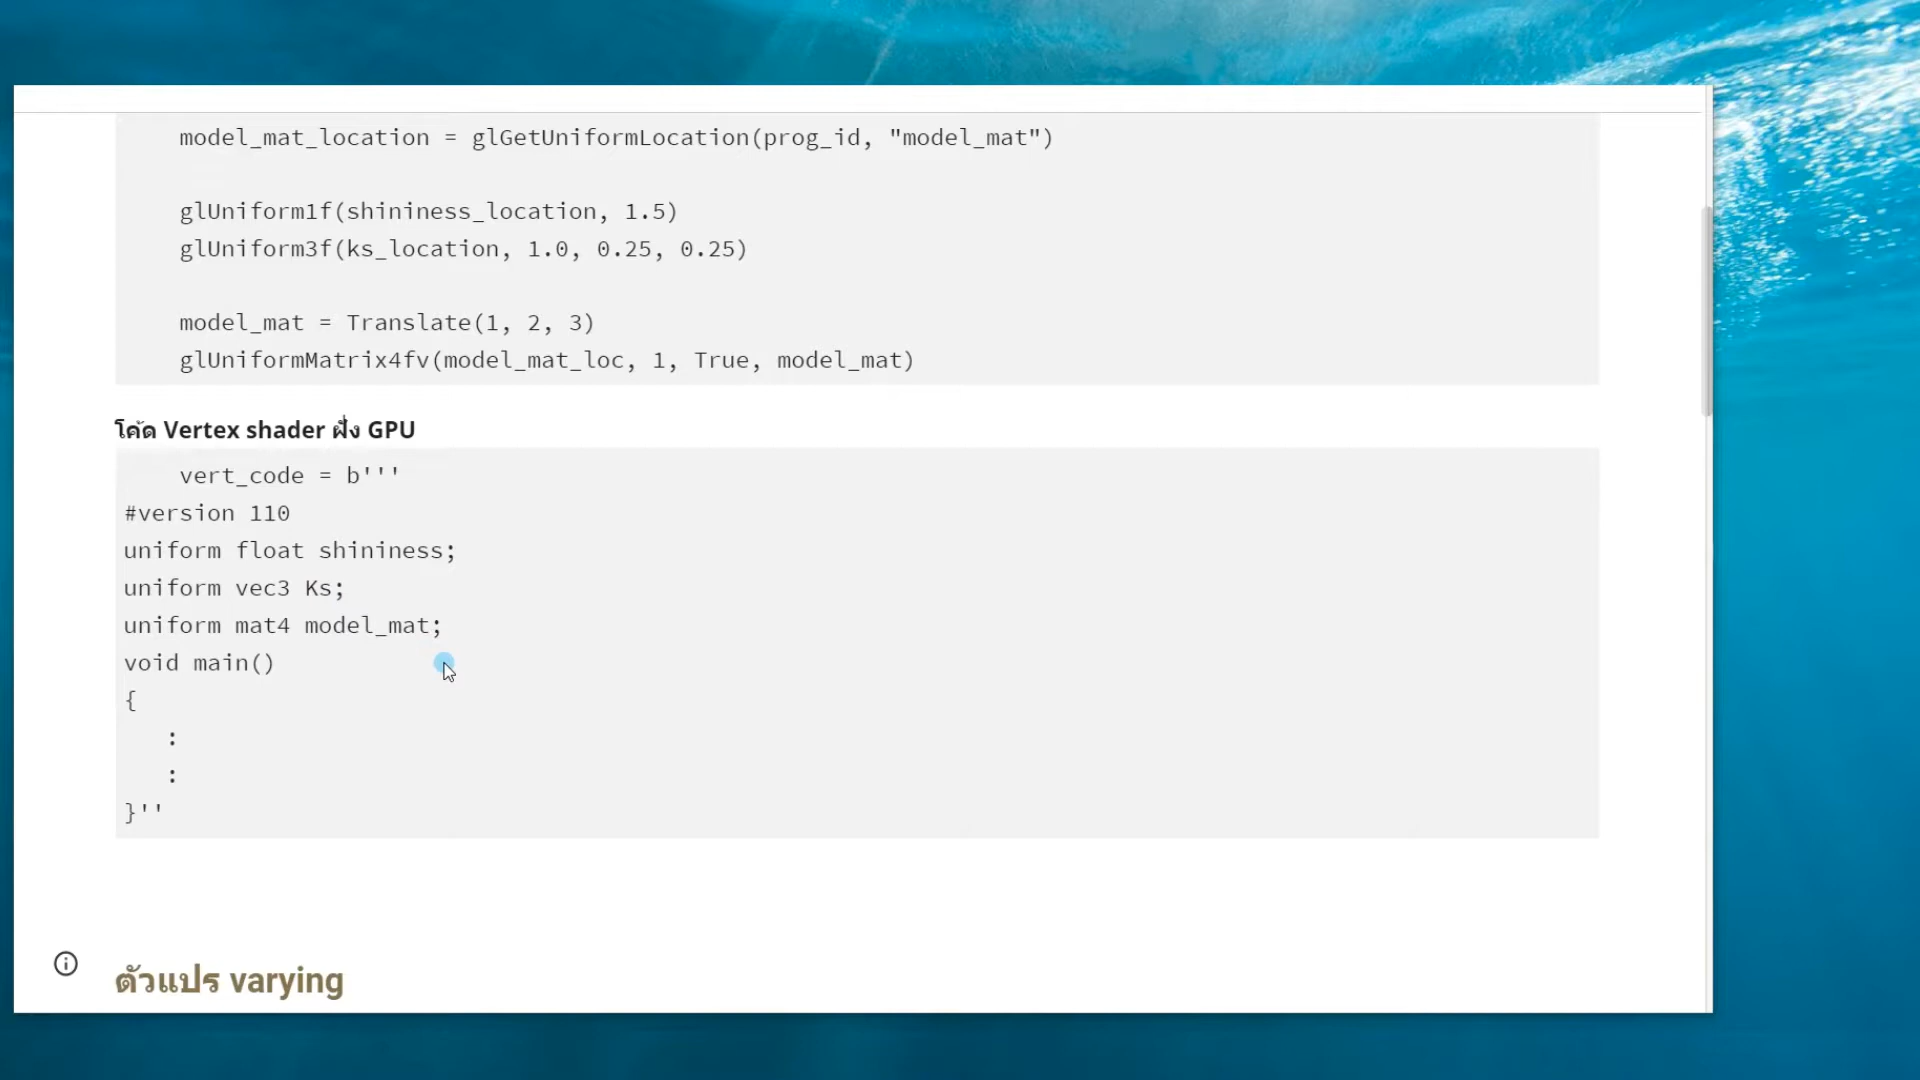 model_mat_location = glGetUniformLocation(prog_id, "model_mat")
glUniform1f(shininess_location, 1.5)
glUniform3f(ks_location, 1.0, 0.25, 0.25)
model_mat = Translate(1, 2, 3)
glUniformMatrix4fv(model_mat_loc, 1, True, model_mat)
โค้ด Vertex shader ฝั่ง GPU
vert_code = b'''
#version 110
uniform float shininess;
uniform vec3 Ks;
uniform mat4 model_mat;
void main()
{
:
:
}''
ตัวแปร varying